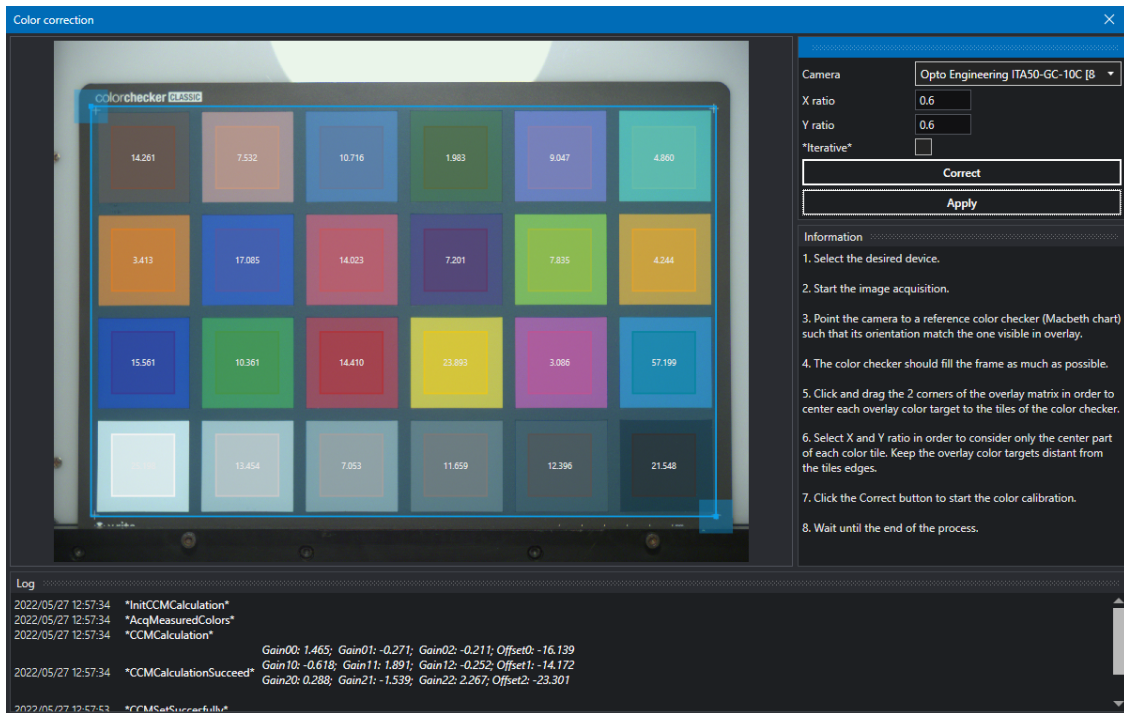 Color correction
colorchecker CLASSIC
14.261 7.532 10.716 1.983 9.047 4.860
3.413 17.085 14.023 7.201 7.835 4.244
15.561 10.361 14.410 23.893 3.086 57.199
13.454 7.053 11.659 12.396 21.548
Camera Opto Engineering ITA50-GC-10C [8
X ratio 0.6
Y ratio 0.6
*Iterative*
Correct
Apply
Information
1. Select the desired device.
2. Start the image acquisition.
3. Point the camera to a reference color checker (Macbeth chart)
such that its orientation match the one visible in overlay.
4. The color checker should fill the frame as much as possible.
5. Click and drag the 2 corners of the overlay matrix in order to
center each overlay color target to the tiles of the color checker.
6. Select X and Y ratio in order to consider only the center part
of each color tile. Keep the overlay color targets distant from
the tiles edges.
7. Click the Correct button to start the color calibration.
8. Wait until the end of the process.
Log
2022/05/27 12:57:34 *InitCCMCalculation*
2022/05/27 12:57:34 *AcqMeasuredColors*
2022/05/27 12:57:34 *CCMCalculation*
Gain00: 1.465; Gain01: -0.271; Gain02: -0.211; Offset0: -16.139
2022/05/27 12:57:34 *CCMCalculationSucceed* Gain10: -0.618; Gain11: 1.891; Gain12: -0.252; Offset1: -14.172
Gain20: 0.288; Gain21: -1.539; Gain22: 2.267; Offset2: -23.301
2022/05/27 12:57:53 *CCMSetSuccesfully*